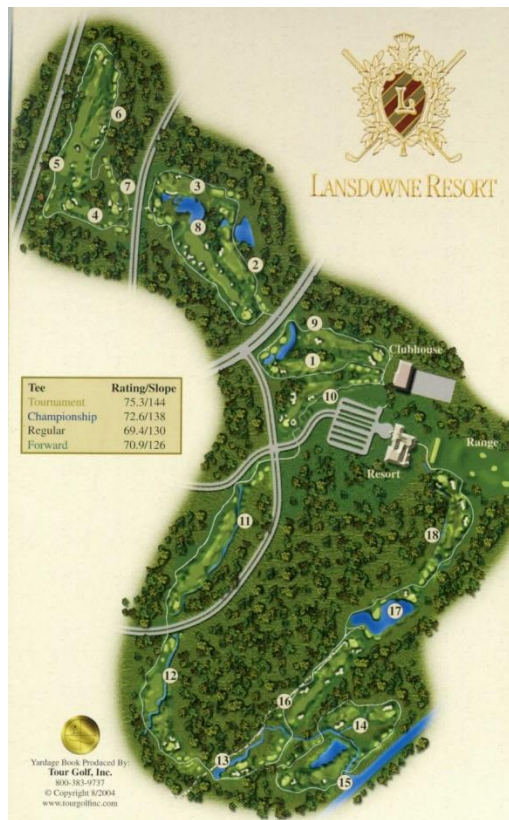 L
LANSDOWNE RESORT
6
5
7
3
4
8
2
9
Clubhouse
1
10
Tee Rating/Slope
Tournament 75.3/144
Championship 72.6/138
Regular 69.4/130
Forward 70.9/126
Range
Resort
11
18
17
12
16
14
13
15
Yardage Book Produced By:
Tour Golf, Inc.
800-383-9737
© Copyright 8/2004
www.tourgolfinc.com